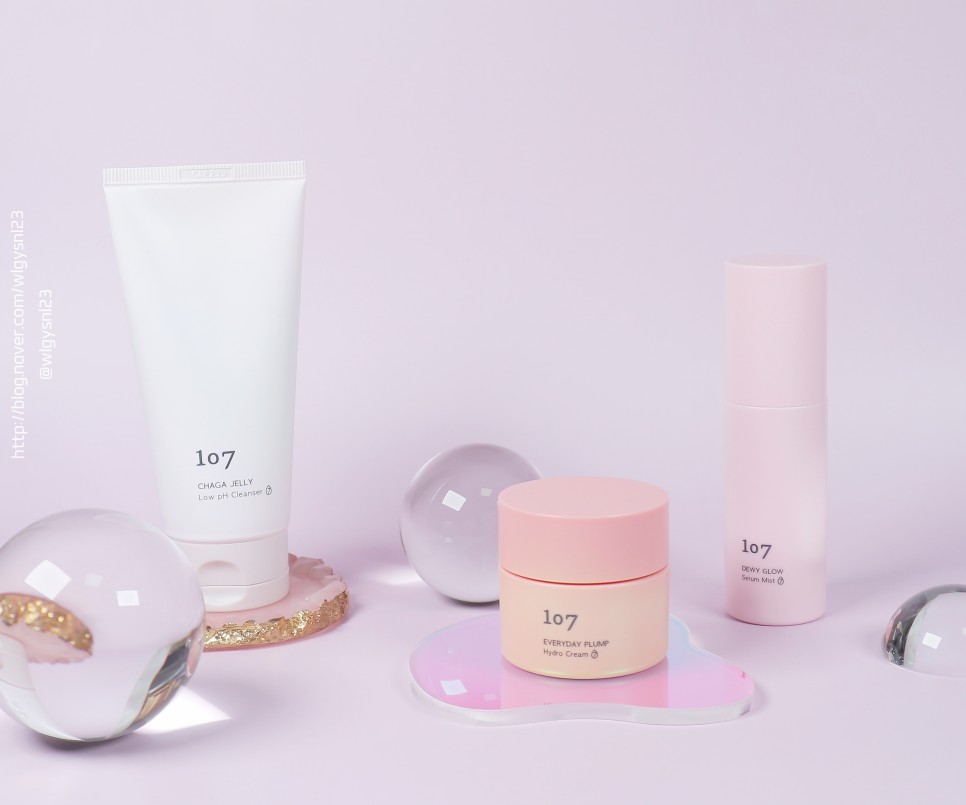 http://blog.naver.com/wlgysnl23
@wlgysnl23
107
CHAGA JELLY
Low pH Cleanser
107
EVERYDAY PLUMP
Hydro Cream
107
DEWY GLOW
Serum Mist